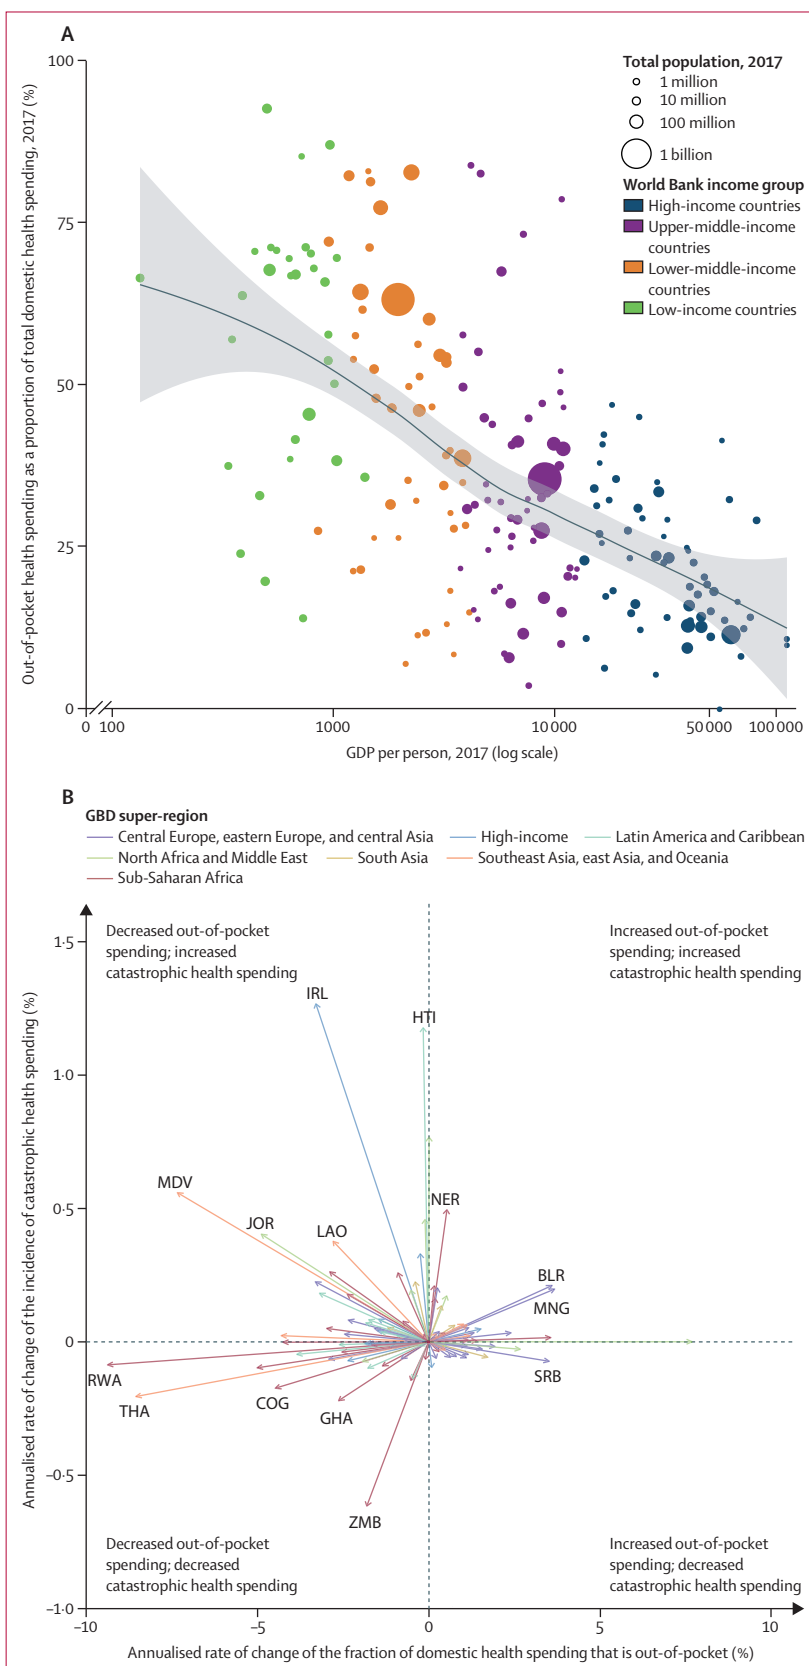 A
100
75
50
25
0
Out-of-pocket health spending as a proportion of total domestic health spending, 2017 (%)
Total population, 2017
1 million
10 million
100 million
1 billion
World Bank income group
High-income countries
Upper-middle-income
countries
Lower-middle-income
countries
Low-income countries
0 100 1000 10 000 50 000 100 000
GDP per person, 2017 (log scale)
B
GBD super-region
Central Europe, eastern Europe, and central Asia High-income Latin America and Caribbean
North Africa and Middle East South Asia Southeast Asia, east Asia, and Oceania
Sub-Saharan Africa
Decreased out-of-pocket
spending; increased
catastrophic health spending
Increased out-of-pocket
spending; increased
catastrophic health spending
1·5
1·0
0·5
0
–0·5
–1·0
Annualised rate of change of the incidence of catastrophic health spending (%)
IRL
HTI
MDV
JOR
LAO
NER
BLR
MNG
RWA
THA
COG
GHA
SRB
ZMB
Decreased out-of-pocket
spending; decreased
catastrophic health spending
Increased out-of-pocket
spending; decreased
catastrophic health spending
–10 –5 0 5 10
Annualised rate of change of the fraction of domestic health spending that is out-of-pocket (%)